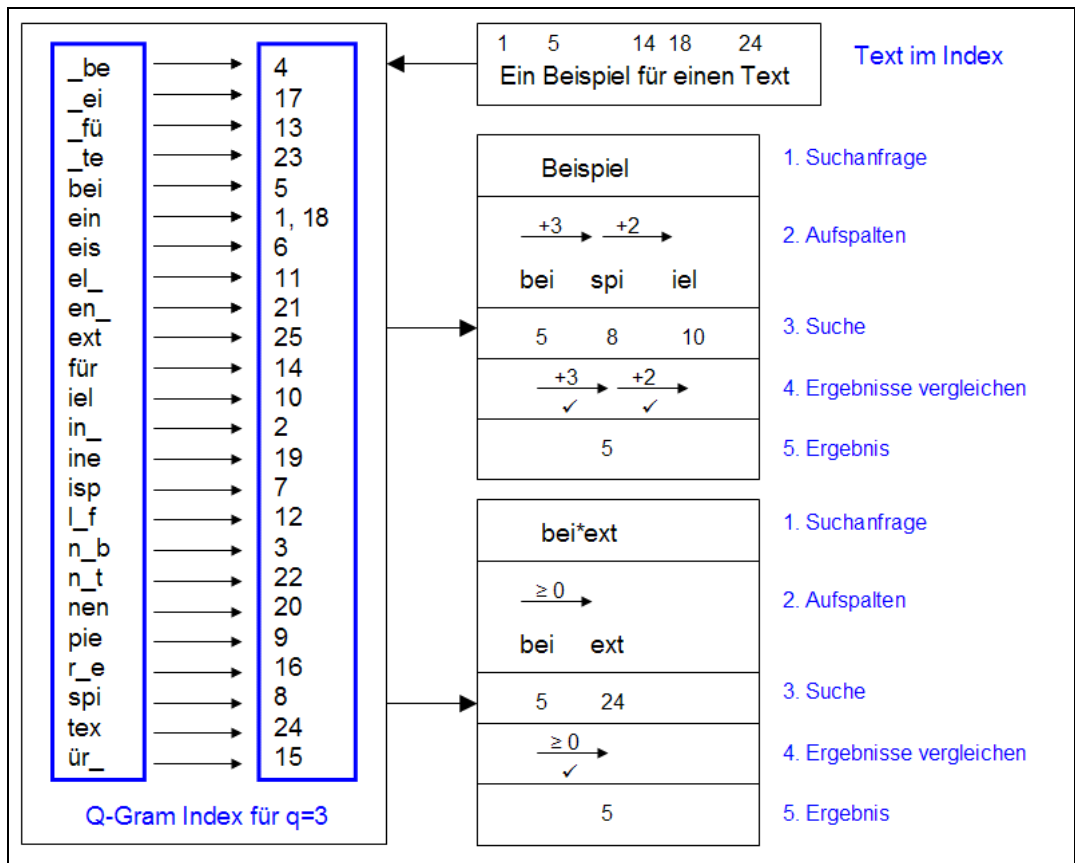 _be 4
_ei 17
_fü 13
_te 23
bei 5
ein 1, 18
eis 6
el_ 11
en_ 21
ext 25
für 14
iel 10
in_ 2
ine 19
isp 7
l_f 12
n_b 3
n_t 22
nen 20
pie 9
r_e 16
spi 8
tex 24
ür_ 15
Q-Gram Index für q=3
1 5 14 18 24
Ein Beispiel für einen Text
Text im Index
Beispiel
1. Suchanfrage
+3 +2
2. Aufspalten
bei spi iel
5 8 10
3. Suche
+3 +2
✓ ✓
4. Ergebnisse vergleichen
5
5. Ergebnis
bei*ext
1. Suchanfrage
≥ 0
2. Aufspalten
bei ext
5 24
3. Suche
≥ 0
✓
4. Ergebnisse vergleichen
5
5. Ergebnis